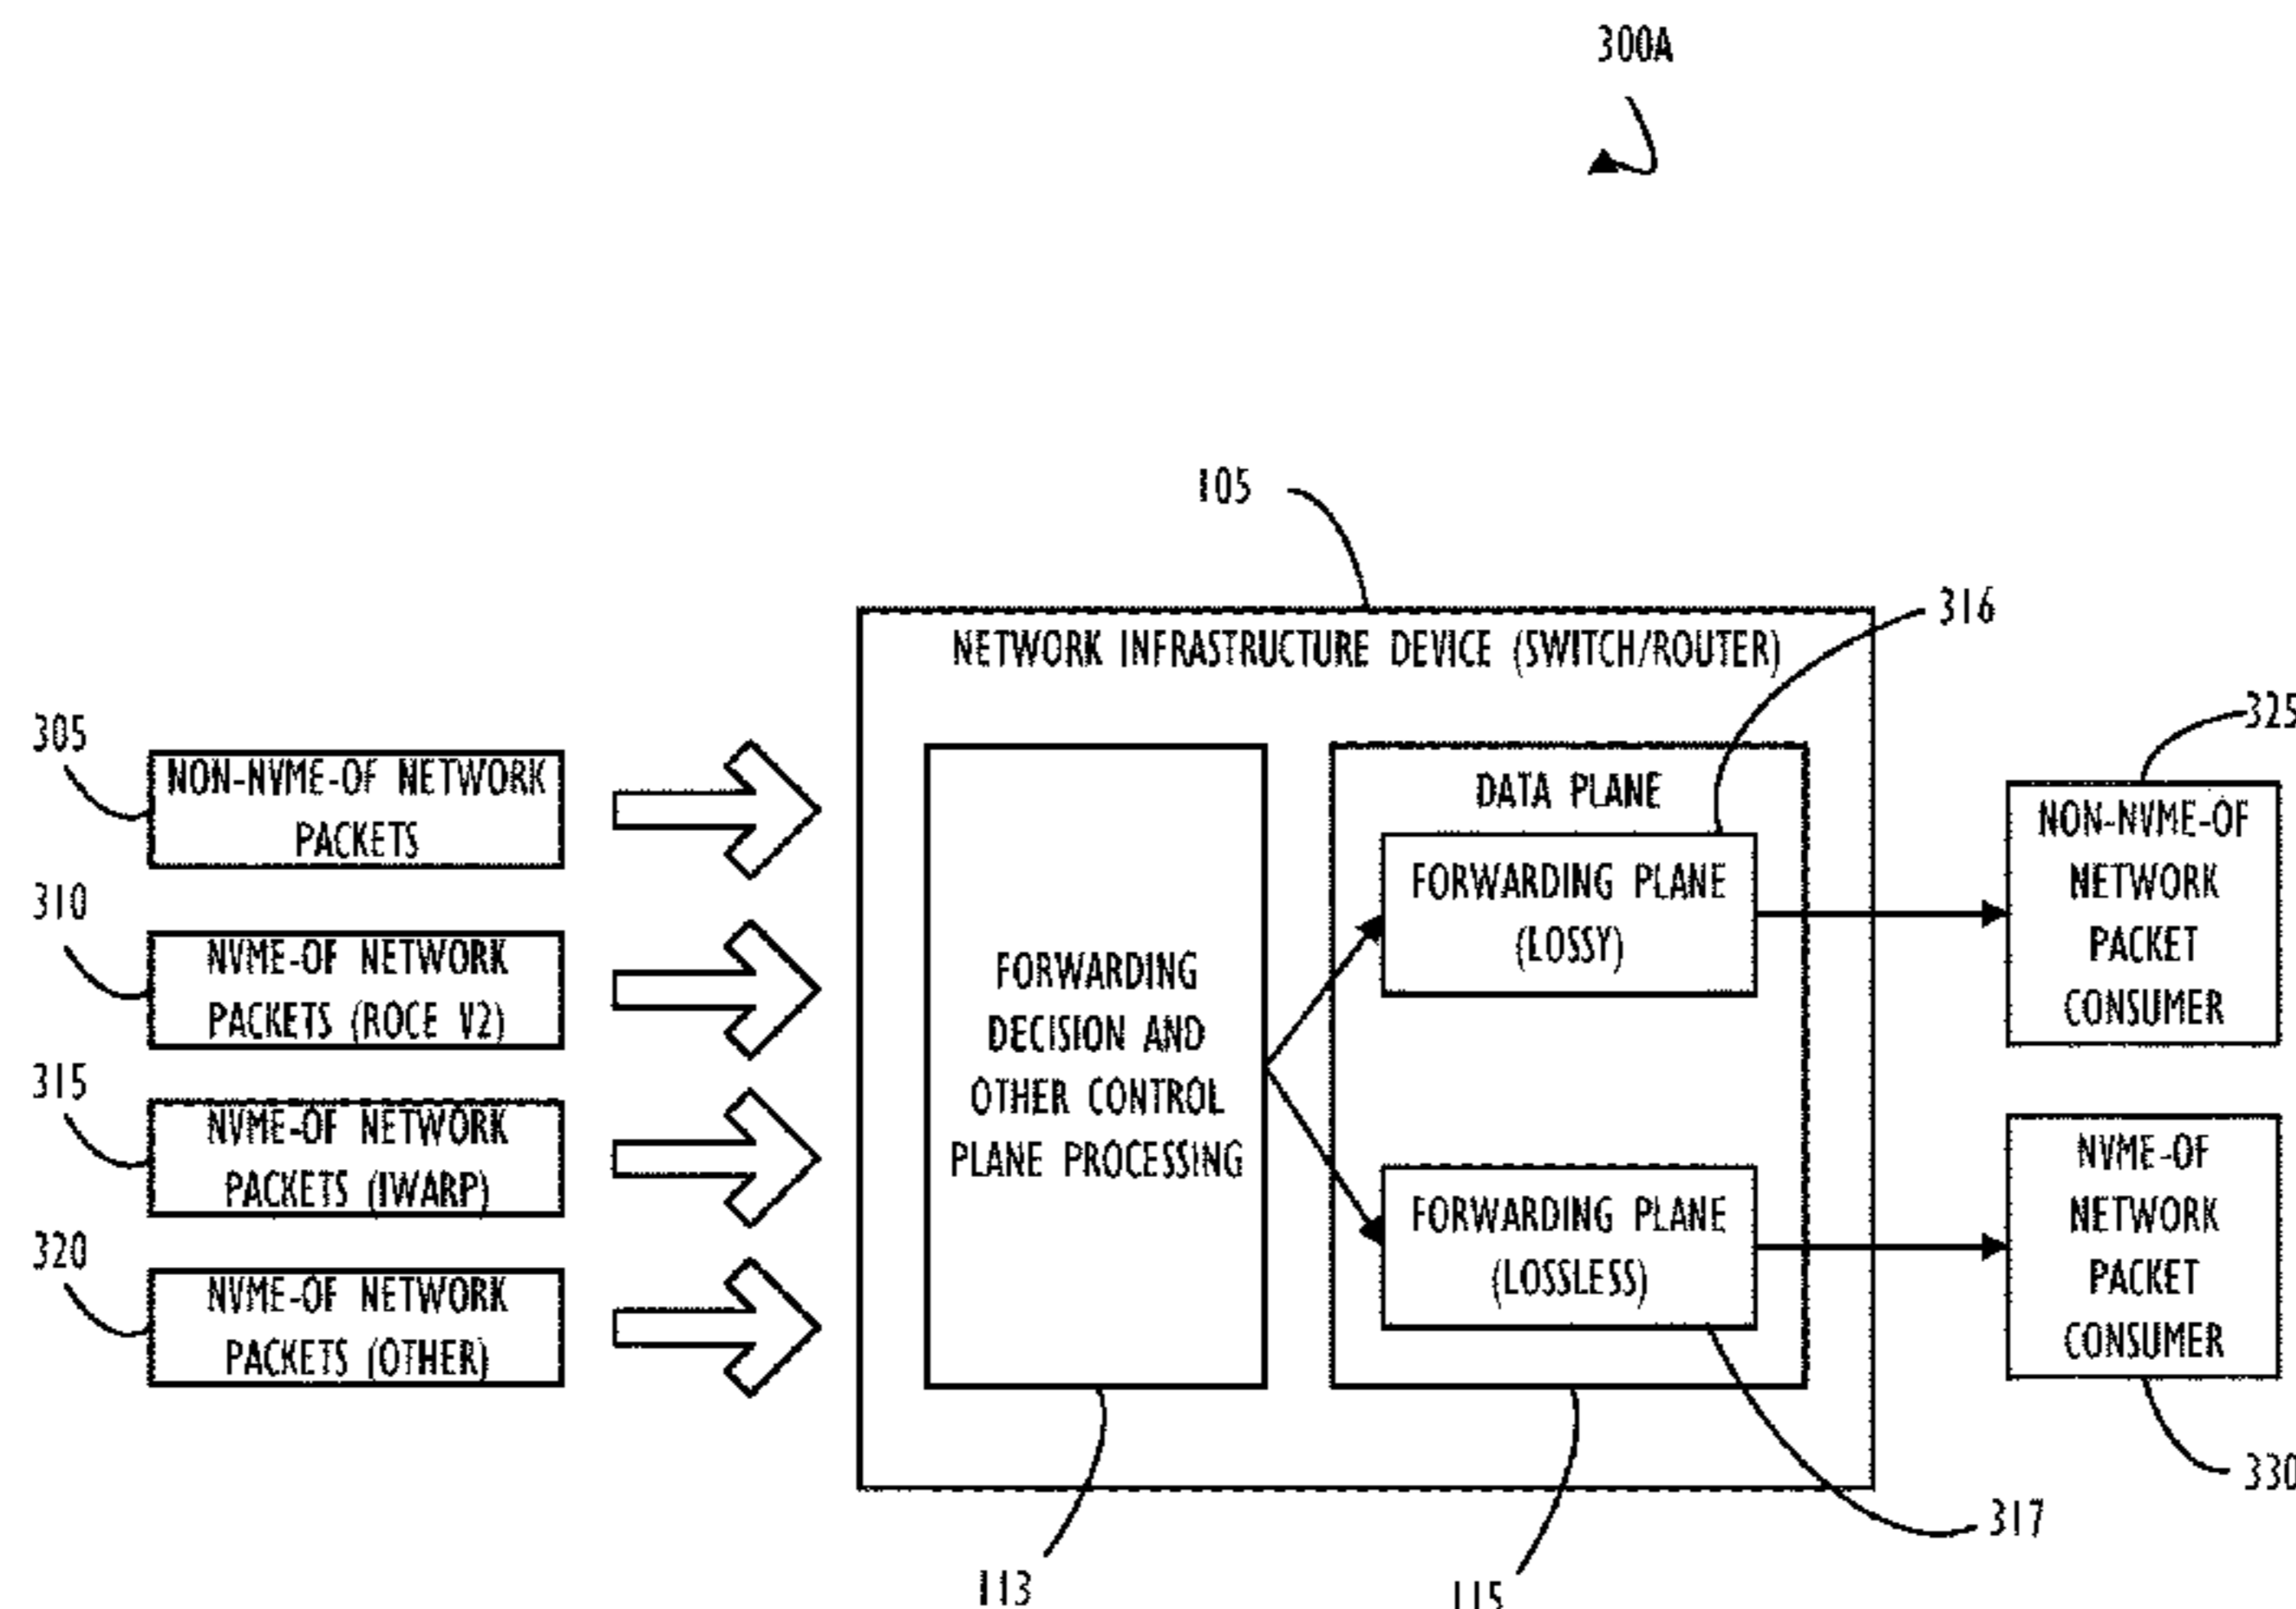 300A
105
316
NETWORK INFRASTRUCTURE DEVICE (SWITCH/ROUTER)
325
305
NON-NVME-OF NETWORK
PACKETS
310
NVME-OF NETWORK
PACKETS (ROCE V2)
315
NVME-OF NETWORK
PACKETS (IWARP)
320
NVME-OF NETWORK
PACKETS (OTHER)
FORWARDING
DECISION AND
OTHER CONTROL
PLANE PROCESSING
DATA PLANE
FORWARDING PLANE
(LOSSY)
FORWARDING PLANE
(LOSSLESS)
NON-NVME-OF
NETWORK
PACKET
CONSUMER
NVME-OF
NETWORK
PACKET
CONSUMER
330
317
113
115